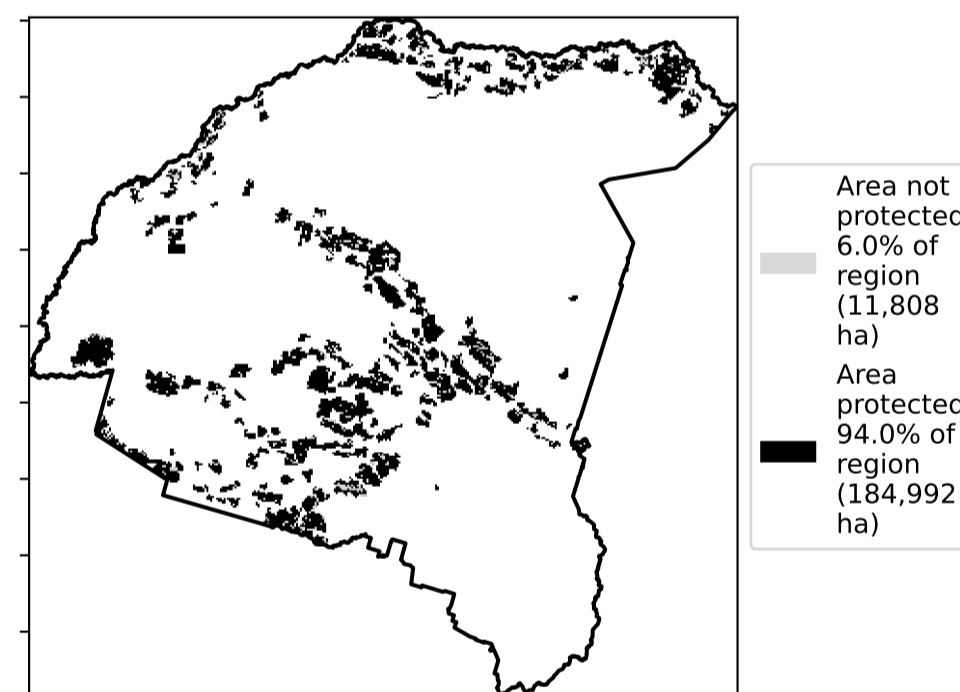 Area not
protected
6.0% of
region
(11,808
ha)
Area
protected
94.0% of
region
(184,992
ha)